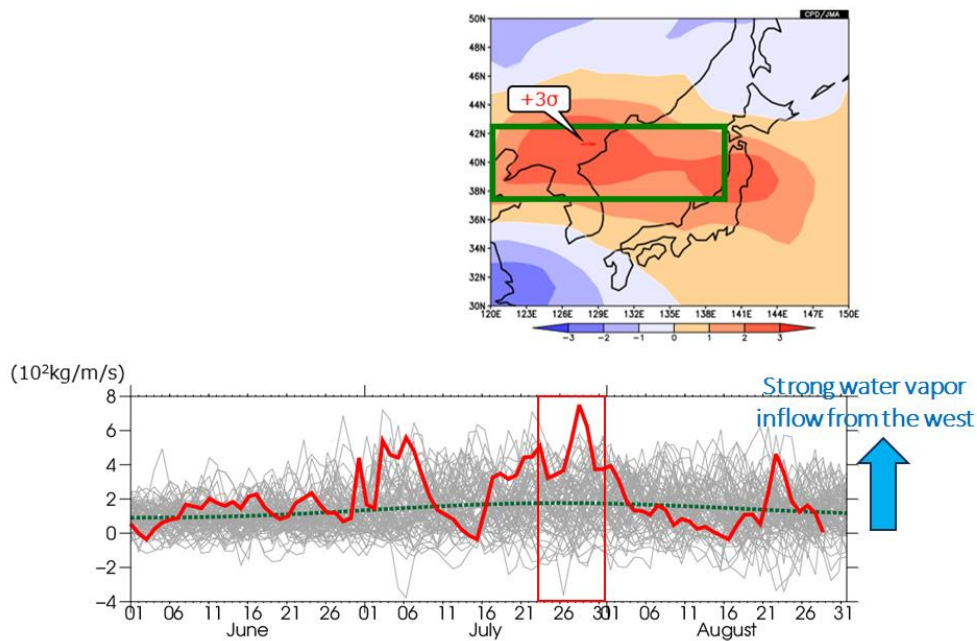 CPD/JMA
50N
48N
46N
44N
+3σ
42N
40N
38N
36N
34N
32N
30N
120E 123E 126E 129E 132E 135E 138E 141E 144E 147E 150E
-3 -2 -1 0 1 2 3
(10²kg/m/s)
Strong water vapor
inflow from the west
8
6
4
2
0
-2
-4
01 06 11 16 21 26 01 06 11 16 21 26 31 01 06 11 16 21 26 31
June July August